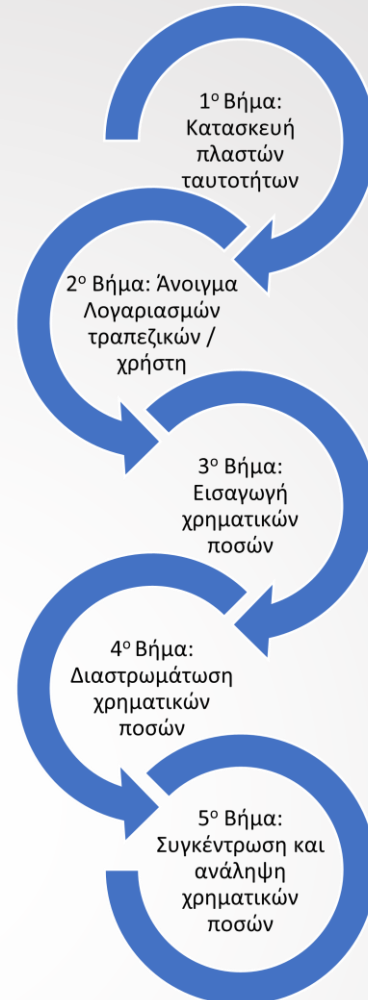 1ο Βήμα:
Κατασκευή
πλαστών
ταυτοτήτων
2ο Βήμα: Άνοιγμα
Λογαριασμών
τραπεζικών /
χρήστη
3ο Βήμα:
Εισαγωγή
χρηματικών
ποσών
4ο Βήμα:
Διαστρωμάτωση
χρηματικών
ποσών
5ο Βήμα:
Συγκέντρωση και
ανάληψη
χρηματικών
ποσών